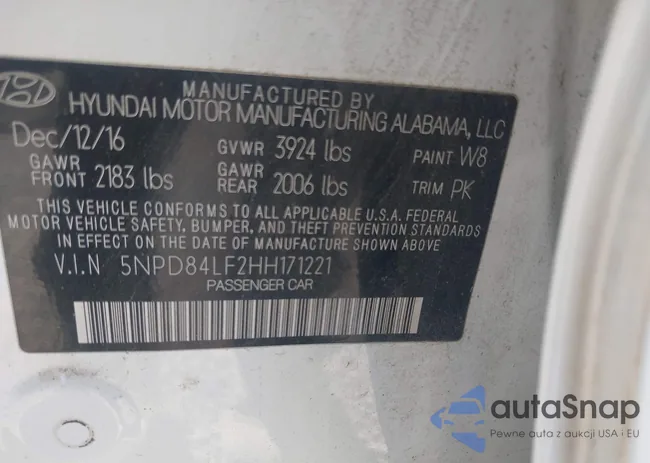 MANUFACTURED BY
HYUNDAI MOTOR MANUFACTURING ALABAMA, LLC
Dec/12/16 GVWR 3924 lbs PAINT W8
GAWR FRONT 2183 lbs GAWR REAR 2006 lbs TRIM PK
THIS VEHICLE CONFORMS TO ALL APPLICABLE U.S.A. FEDERAL
MOTOR VEHICLE SAFETY, BUMPER, AND THEFT PREVENTION STANDARDS
IN EFFECT ON THE DATE OF MANUFACTURE SHOWN ABOVE
V.I.N 5NPD84LF2HH171221
PASSENGER CAR
autaSnap
Pewne auta z aukcji USA i EU